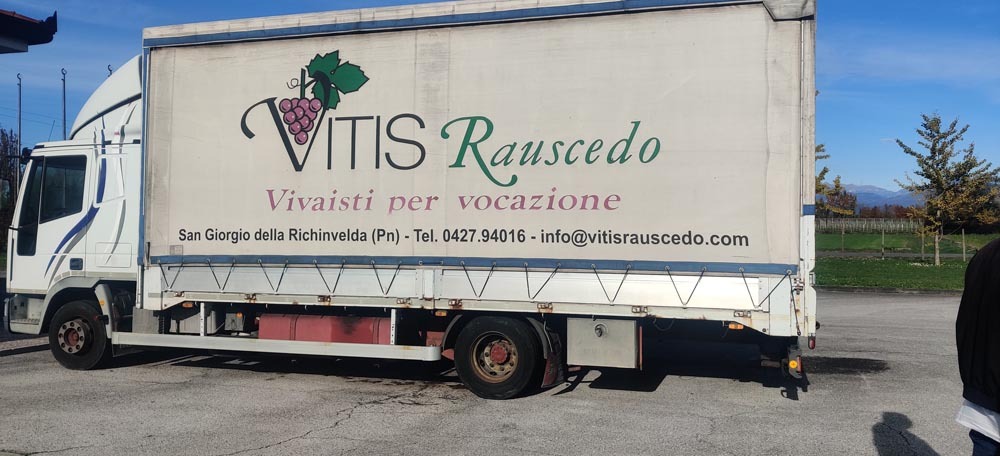 VITIS Rauscedo
Vivaisti per vocazione
San Giorgio della Richinvelda (Pn) - Tel. 0427.94016 - info@vitisrauscedo.com